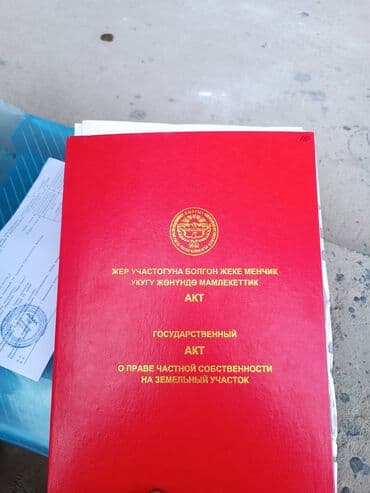 ЖЕР УЧАСТОГУНА БОЛГОН ЖЕКЕ МЕНЧИК
УКУГУ ЖӨНҮНДӨ МАМЛЕКЕТТИК
АКТ
ГОСУДАРСТВЕННЫЙ
АКТ
О ПРАВЕ ЧАСТНОЙ СОБСТВЕННОСТИ
НА ЗЕМЕЛЬНЫЙ УЧАСТОК